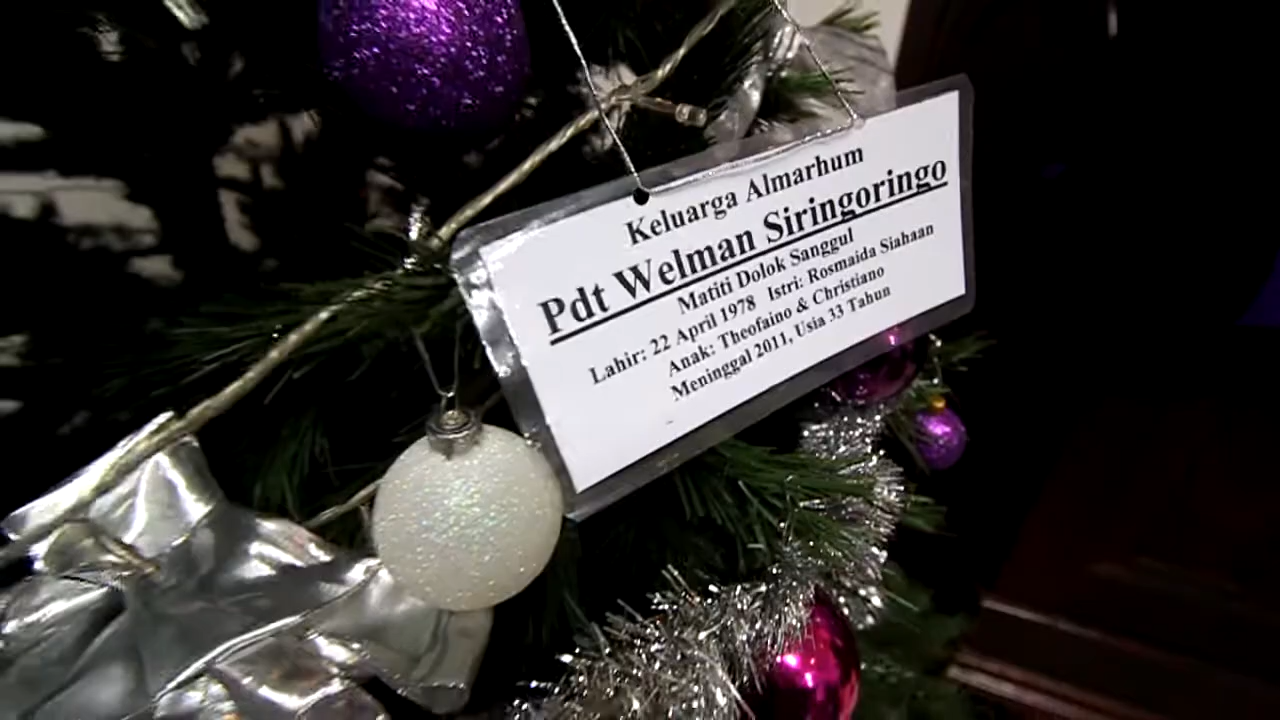 Keluarga Almarhum
Pdt Welman Siringoringo
Matiti Dolok Sanggul
Lahir: 22 April 1978 Istri: Rosmaida Siahaan
Anak: Theofaino & Christiano
Meninggal 2011, Usia 33 Tahun